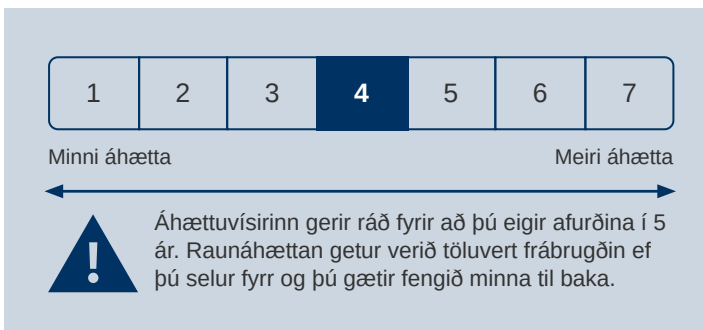 1 2 3 4 5 6 7
Minni áhætta Meiri áhætta
Áhættuvísirinn gerir ráð fyrir að þú eigir afurðina í 5
ár. Raunáhættan getur verið töluvert frábrugðin ef
þú selur fyrr og þú gætir fengið minna til baka.